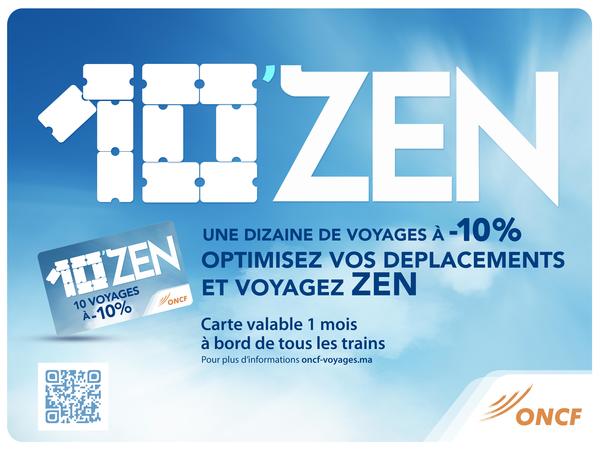 10'ZEN
UNE DIZAINE DE VOYAGES À -10%
OPTIMISEZ VOS DEPLACEMENTS
ET VOYAGEZ ZEN
10'ZEN
10 VOYAGES
À -10%
ONCF
Carte valable 1 mois
à bord de tous les trains
Pour plus d'informations oncf-voyages.ma
ONCF